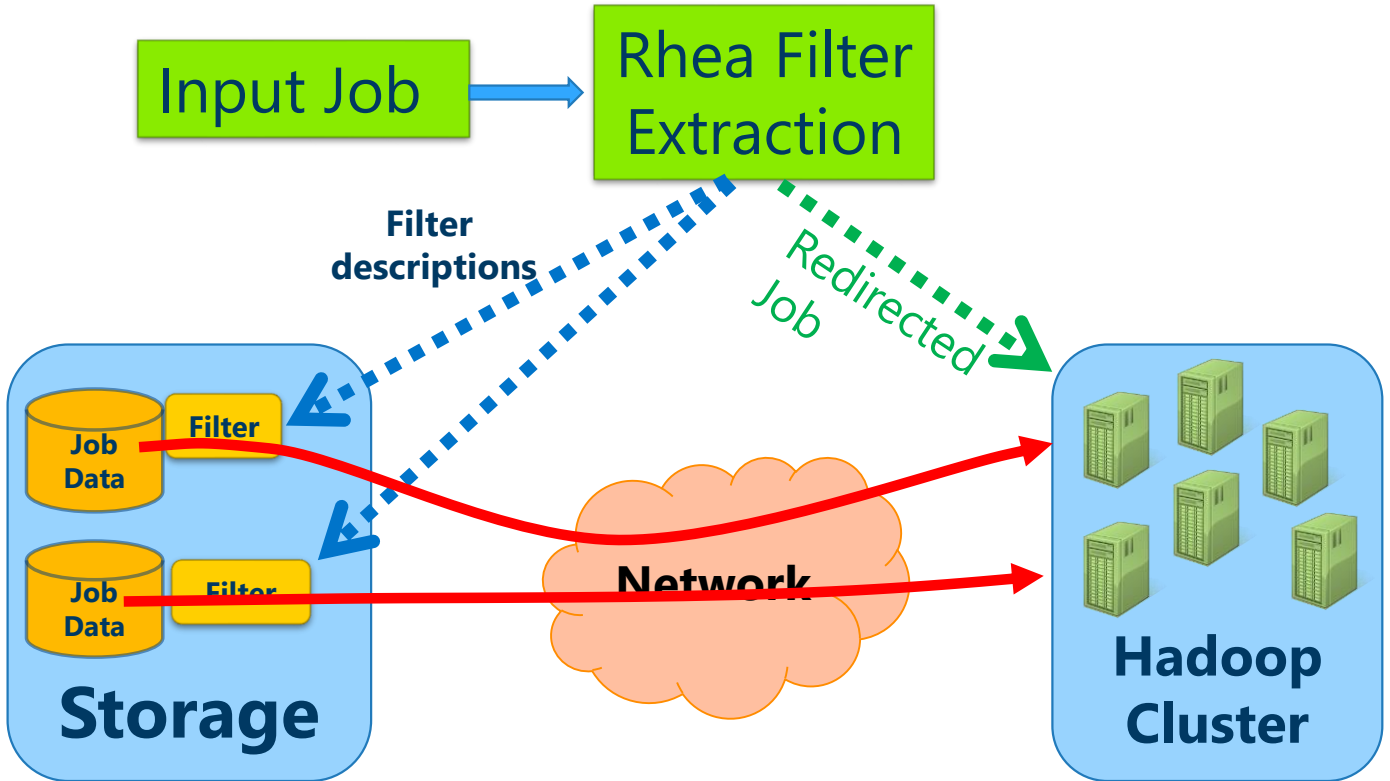 Input Job
Rhea Filter
Extraction
Filter
descriptions
Redirected
Job
Job
Data
Filter
Job
Data
Filter
Network
Storage
Hadoop
Cluster